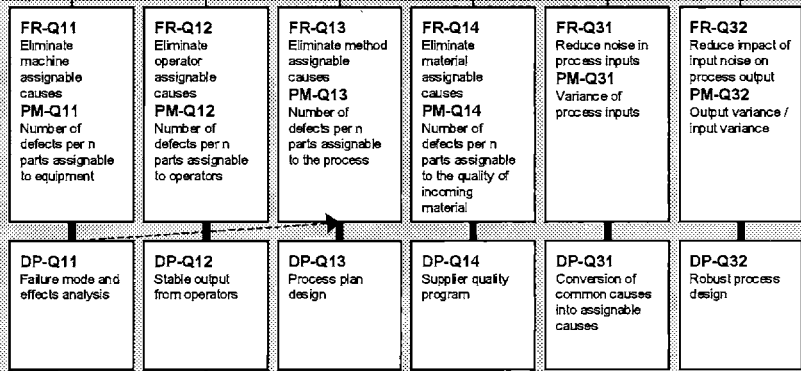 FR-Q11
Eliminate
machine
assignable
causes
PM-Q11
Number of
defects per n
parts assignable
to equipment
FR-Q12
Eliminate
operator
assignable
causes
PM-Q12
Number of
defects per n
parts assignable
to operators
FR-Q13
Eliminate method
assignable
causes
PM-Q13
Number of
defects per n
parts assignable
to the process
FR-Q14
Eliminate
material
assignable
causes
PM-Q14
Number of
defects per n
parts assignable
to the quality of
incoming
material
FR-Q31
Reduce noise in
process inputs
PM-Q31
Variance of
process inputs
FR-Q32
Reduce impact of
input noise on
process output
PM-Q32
Output variance /
input variance
DP-Q11
Failure mode and
effects analysis
DP-Q12
Stable output
from operators
DP-Q13
Process plan
design
DP-Q14
Supplier quality
program
DP-Q31
Conversion of
common causes
into assignable
causes
DP-Q32
Robust process
design